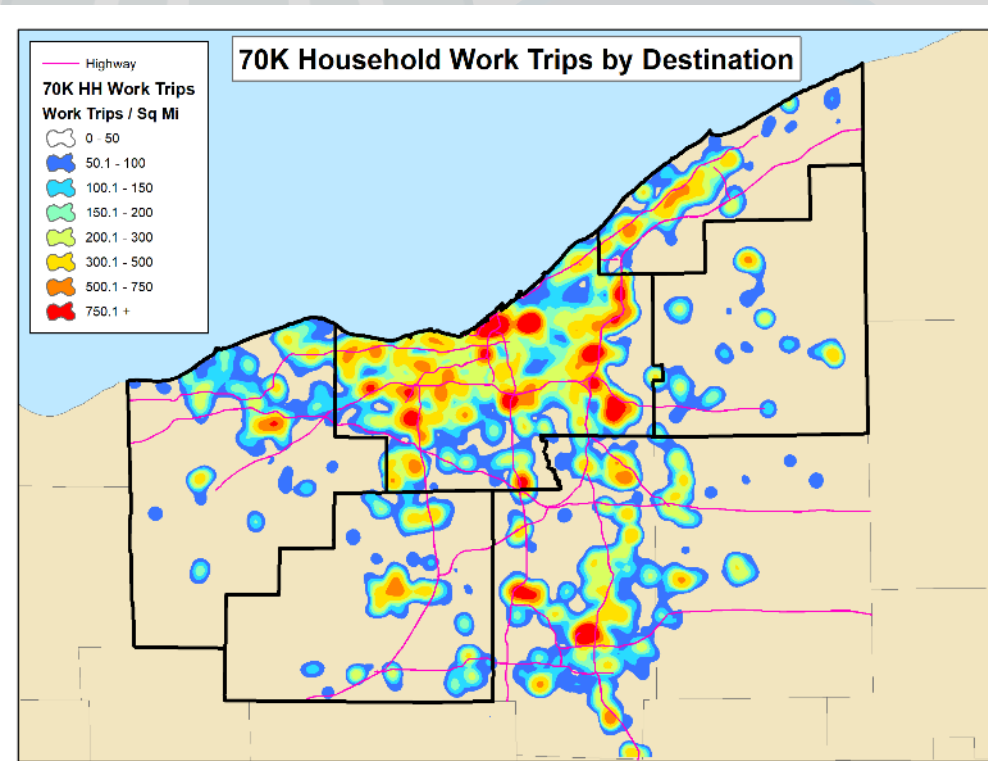 70K Household Work Trips by Destination
Highway
70K HH Work Trips
Work Trips / Sq Mi
0 - 50
50.1 - 100
100.1 - 150
150.1 - 200
200.1 - 300
300.1 - 500
500.1 - 750
750.1 +